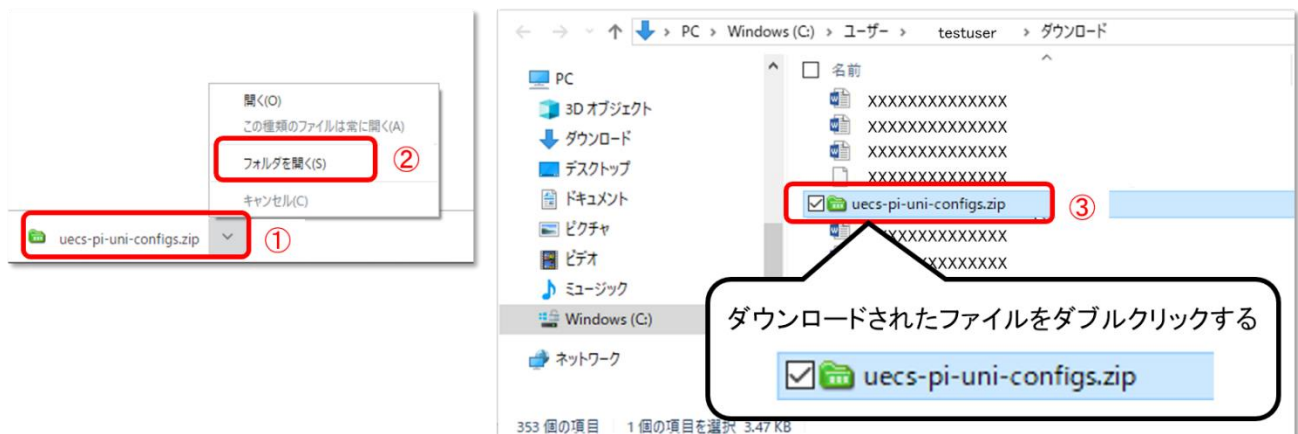 開く(O)
この種類のファイルは常に開く(A)
フォルダを開く(S)
②
キャンセル(C)
uecs-pi-uni-configs.zip
①
PC › Windows (C:) › ユーザー › testuser › ダウンロード
PC
3D オブジェクト
ダウンロード
デスクトップ
ドキュメント
ピクチャ
ビデオ
ミュージック
Windows (C:)
ネットワーク
名前
XXXXXXXXXXXXXX
XXXXXXXXXXXXXX
XXXXXXXXXXXXXX
XXXXXXXXXXXXXX
uecs-pi-uni-configs.zip
③
ダウンロードされたファイルをダブルクリックする
uecs-pi-uni-configs.zip
353 個の項目 1 個の項目を選択 3.47 KB